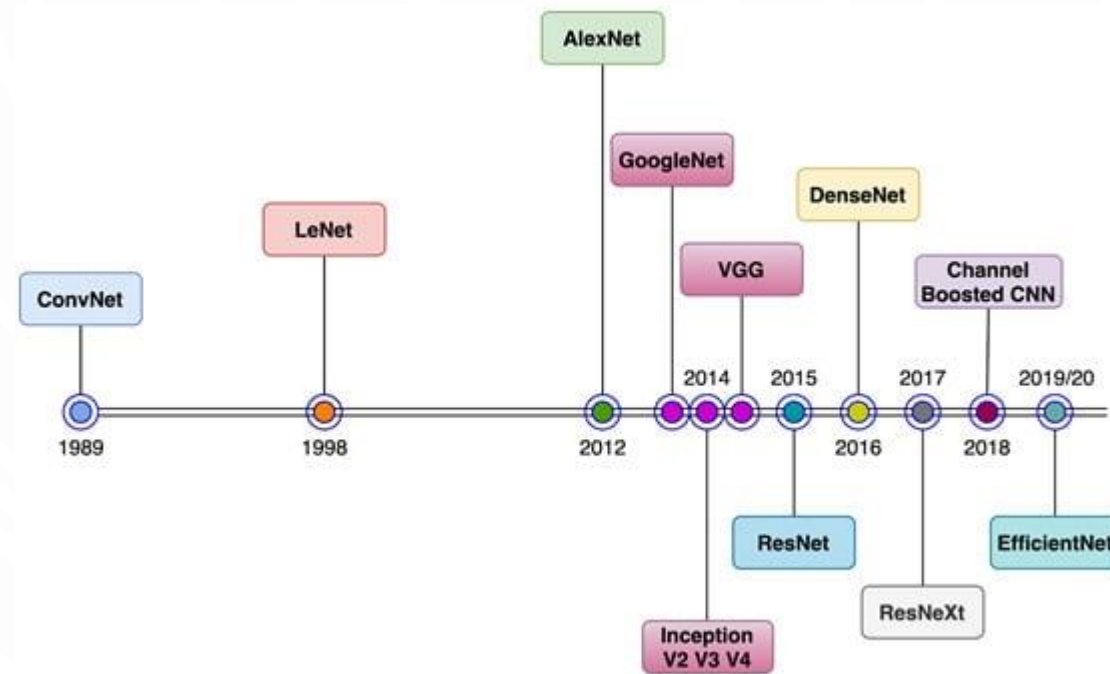 AlexNet
GoogleNet
DenseNet
LeNet
VGG
Channel
Boosted CNN
ConvNet
2014
2015
2017
2019/20
1989
1998
2012
2016
2018
ResNet
EfficientNet
ResNeXt
Inception
V2 V3 V4